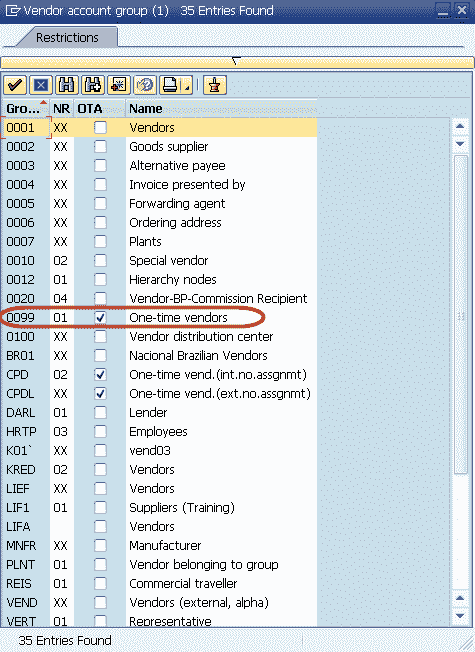 Vendor account group (1) 35 Entries Found
Restrictions
Gro... NR OTA Name
0001 XX Vendors
0002 XX Goods supplier
0003 XX Alternative payee
0004 XX Invoice presented by
0005 XX Forwarding agent
0006 XX Ordering address
0007 XX Plants
0010 02 Special vendor
0012 01 Hierarchy nodes
0020 04 Vendor-BP-Commission Recipient
0099 01 One-time vendors
0100 XX Vendor distribution center
BR01 XX Nacional Brazilian Vendors
CPD 02 One-time vend.(int.no.assgnmt)
CPDL XX One-time vend.(ext.no.assgnmt)
DARL 01 Lender
HRTP 03 Employees
K01` XX vend03
KRED 02 Vendors
LIEF XX Vendors
LIF1 01 Suppliers (Training)
LIFA Vendors
MNFR XX Manufacturer
PLNT 01 Vendor belonging to group
REIS 01 Commercial traveller
VEND XX Vendors (external, alpha)
VERT 01 Representative
35 Entries Found